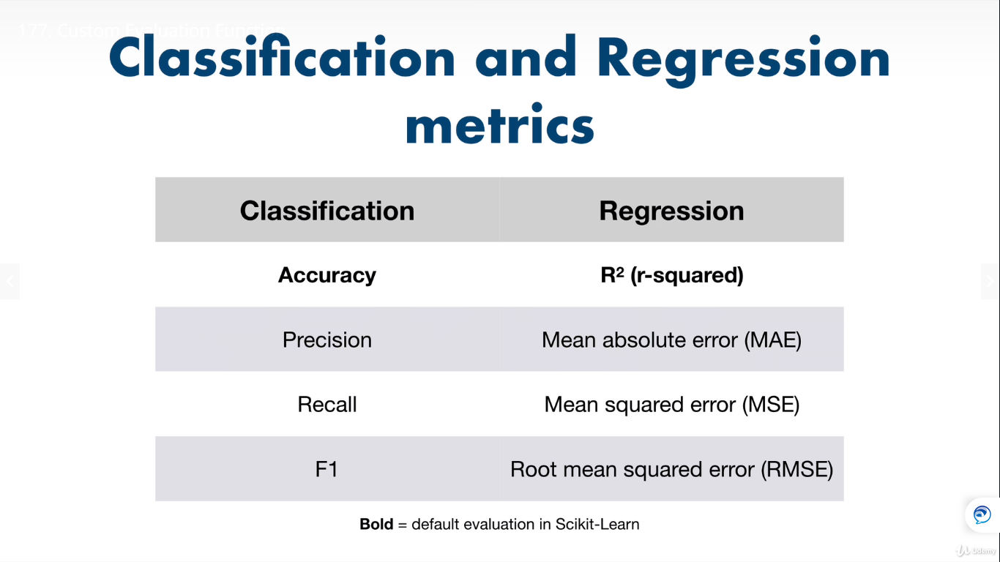 177. Custom Evaluation Function
Classification and Regression
metrics
Classification Regression
Accuracy R² (r-squared)
Precision Mean absolute error (MAE)
Recall Mean squared error (MSE)
F1 Root mean squared error (RMSE)
Bold = default evaluation in Scikit-Learn
Udemy